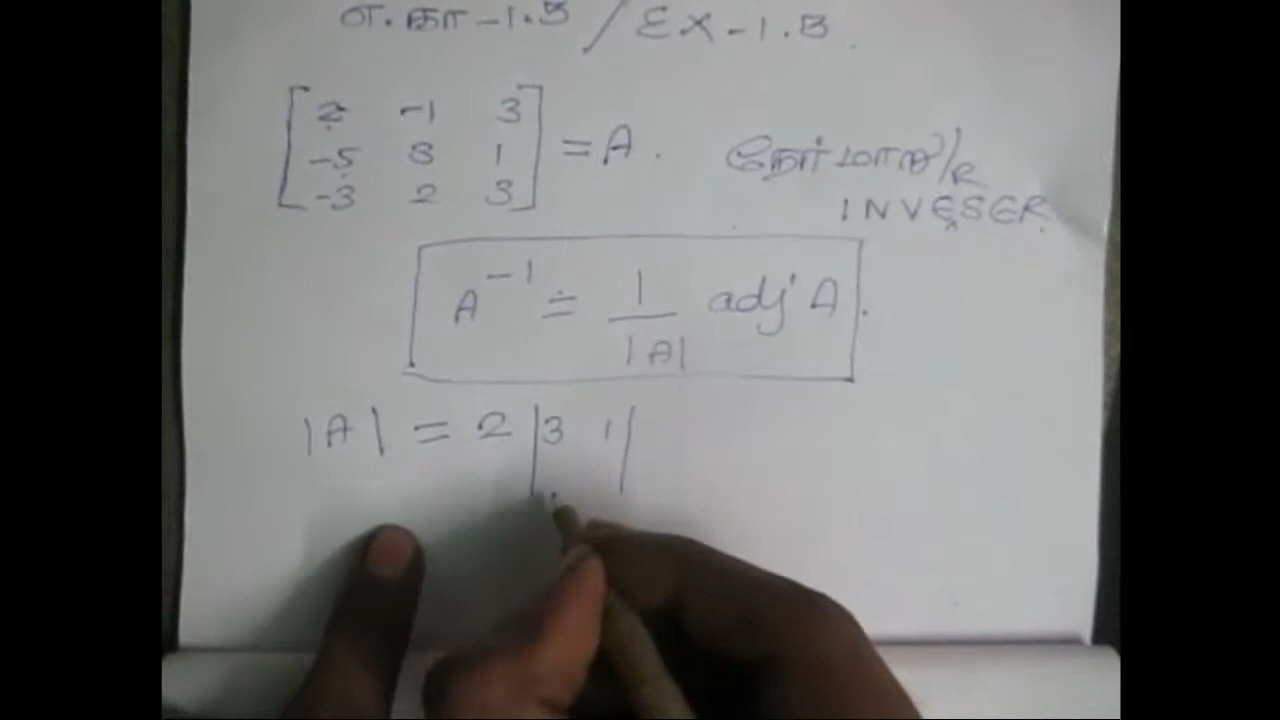 எ.கா - 1.3 / EX - 1.3.
[ 2 -1 3
-5 3 1 = A. நேர்மாறு / R
-3 2 3 ] INVESER
A⁻¹ = 1/|A| adj A.
|A| = 2 | 3 1 |